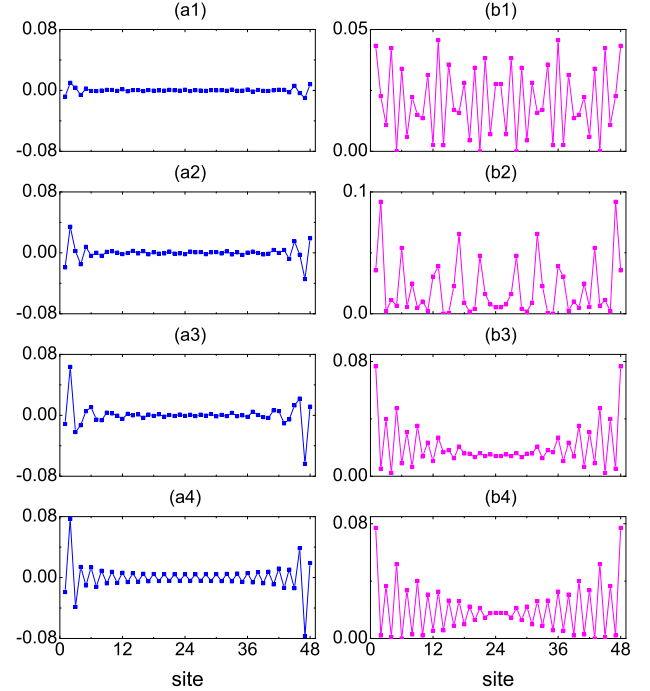 (a1) (b1)
0.08 0.05
0.00
-0.08 0.00
(a2) (b2)
0.08 0.1
0.00
-0.08 0.0
(a3) (b3)
0.08 0.08
0.00
-0.08 0.00
(a4) (b4)
0.08 0.08
0.00
-0.08 0.00
0 12 24 36 48 0 12 24 36 48
site site